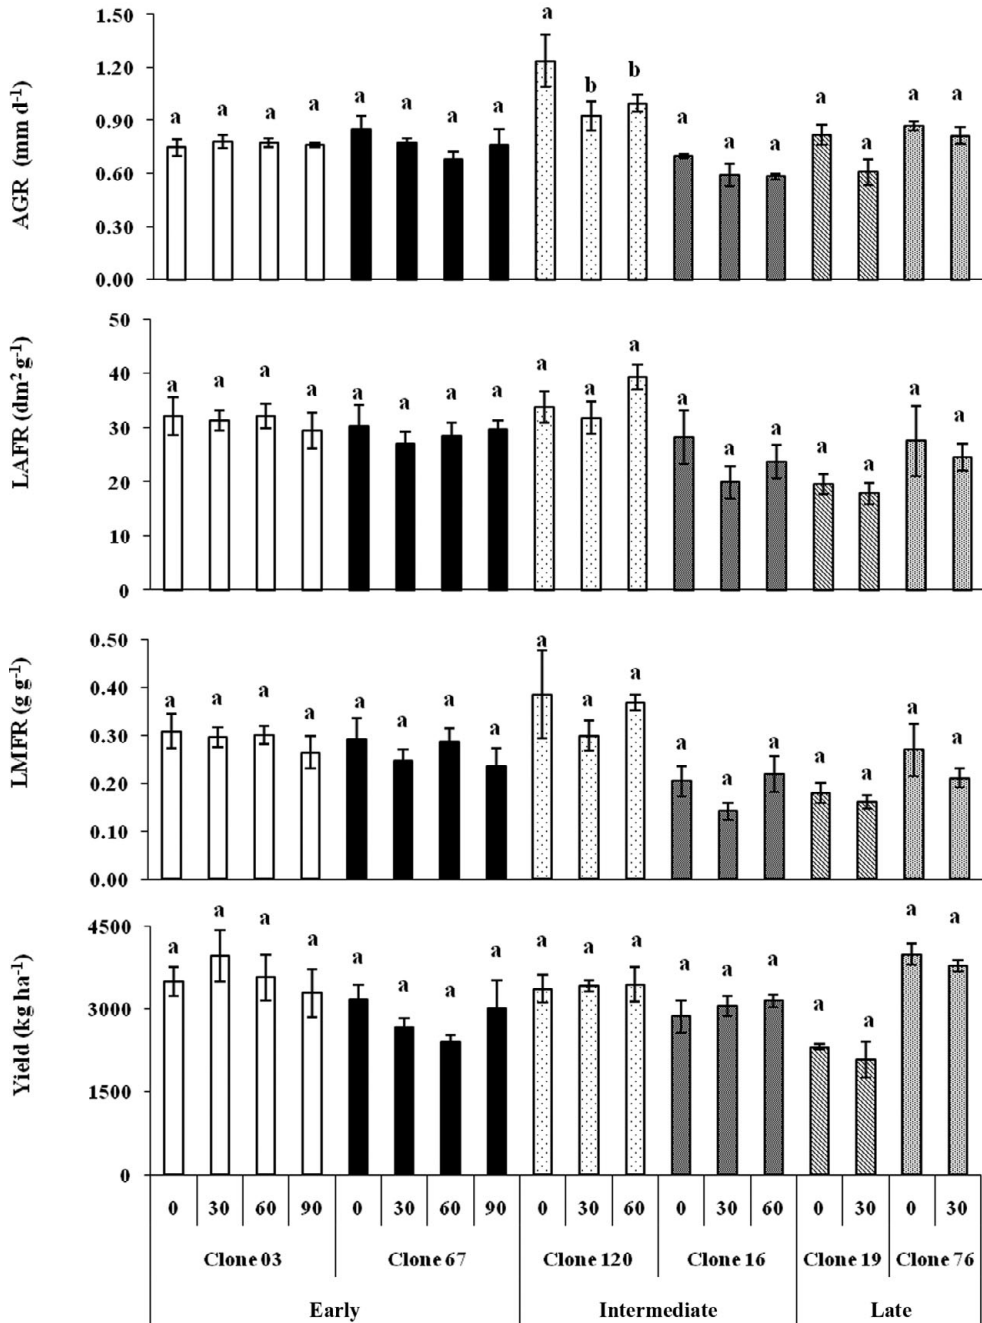 1.50
a
1.20
b b
a a a a a a a a
0.90
a
a a
a a
0.60
0.30
0.00
AGR (mm d-1)
50
a
40
a
a
a a a a a a a a
a a a
30
a
a a
20
10
0
LAFR (dm² g-1)
0.50
a
0.40
a a
a a a a a a a a
a
0.30
a a
a a
0.20
a
0.10
0.00
LMFR (g g-1)
4500
a
a a a
a a a a a
a a a
a a
a a
3000
a a
1500
0
Yield (kg ha-1)
0 30 60 90 0 30 60 90 0 30 60 0 30 60 0 30 0 30
Clone 03 Clone 67 Clone 120 Clone 16 Clone 19 Clone 76
Early Intermediate Late